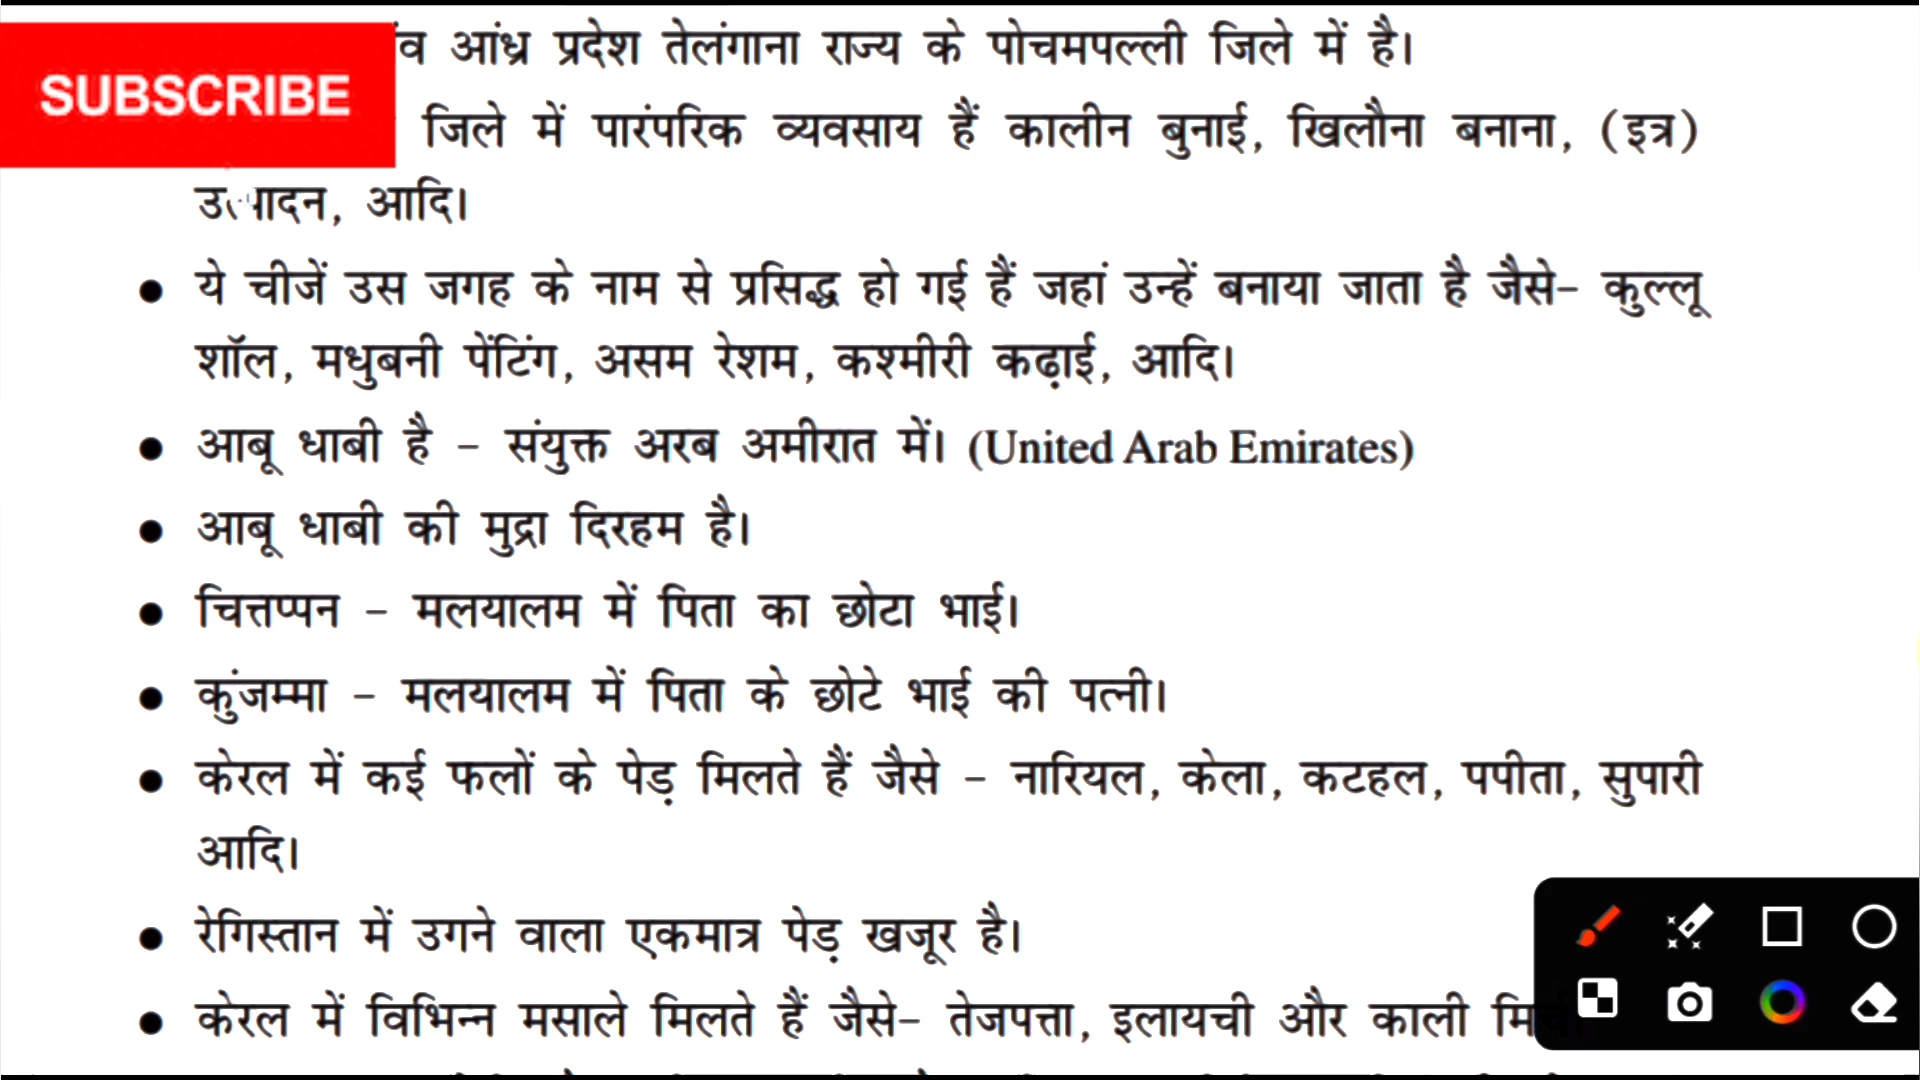 SUBSCRIBE
आंध्र प्रदेश तेलंगाना राज्य के पोचमपल्ली जिले में है।
जिले में पारंपरिक व्यवसाय हैं कालीन बुनाई, खिलौना बनाना, (इत्र)
उत्पादन, आदि।
● ये चीजें उस जगह के नाम से प्रसिद्ध हो गई हैं जहां उन्हें बनाया जाता है जैसे– कुल्लू
शॉल, मधुबनी पेंटिंग, असम रेशम, कश्मीरी कढ़ाई, आदि।
● आबू धाबी है – संयुक्त अरब अमीरात में। (United Arab Emirates)
● आबू धाबी की मुद्रा दिरहम है।
● चित्तप्पन – मलयालम में पिता का छोटा भाई।
● कुंजम्मा – मलयालम में पिता के छोटे भाई की पत्नी।
● केरल में कई फलों के पेड़ मिलते हैं जैसे – नारियल, केला, कटहल, पपीता, सुपारी
आदि।
● रेगिस्तान में उगने वाला एकमात्र पेड़ खजूर है।
● केरल में विभिन्न मसाले मिलते हैं जैसे– तेजपत्ता, इलायची और काली